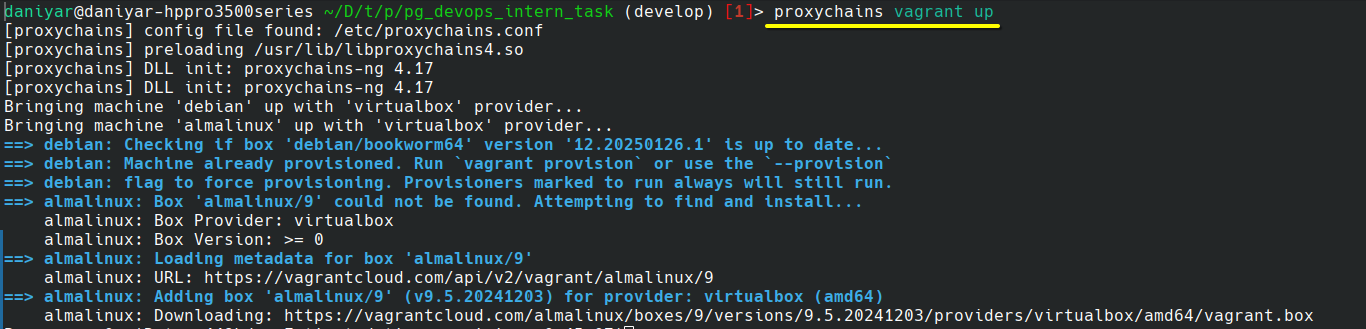 daniyar@daniyar-hppro3500series ~/D/t/p/pg_devops_intern_task (develop) [1]> proxychains vagrant up
[proxychains] config file found: /etc/proxychains.conf
[proxychains] preloading /usr/lib/libproxychains4.so
[proxychains] DLL init: proxychains-ng 4.17
[proxychains] DLL init: proxychains-ng 4.17
Bringing machine 'debian' up with 'virtualbox' provider...
Bringing machine 'almalinux' up with 'virtualbox' provider...
==> debian: Checking if box 'debian/bookworm64' version '12.20250126.1' is up to date...
==> debian: Machine already provisioned. Run `vagrant provision` or use the `--provision`
==> debian: flag to force provisioning. Provisioners marked to run always will still run.
==> almalinux: Box 'almalinux/9' could not be found. Attempting to find and install...
    almalinux: Box Provider: virtualbox
    almalinux: Box Version: >= 0
==> almalinux: Loading metadata for box 'almalinux/9'
    almalinux: URL: https://vagrantcloud.com/api/v2/vagrant/almalinux/9
==> almalinux: Adding box 'almalinux/9' (v9.5.20241203) for provider: virtualbox (amd64)
    almalinux: Downloading: https://vagrantcloud.com/almalinux/boxes/9/versions/9.5.20241203/providers/virtualbox/amd64/vagrant.box